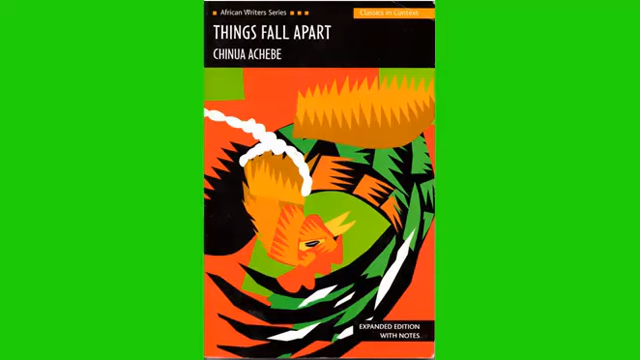 African Writers Series
Classics in Context
THINGS FALL APART
CHINUA ACHEBE
EXPANDED EDITION
WITH NOTES